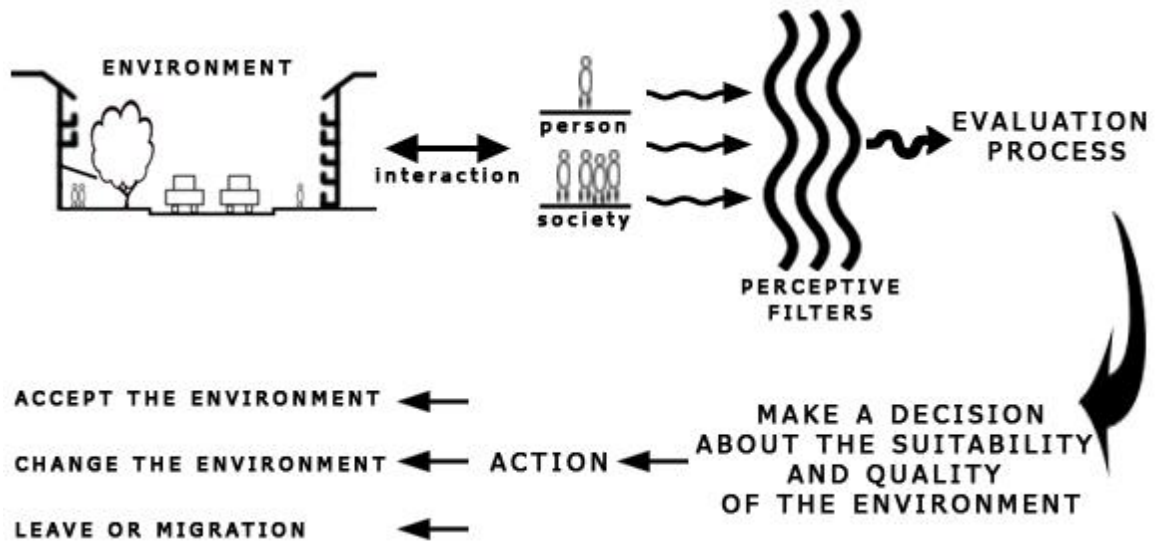 ENVIRONMENT
interaction
person
society
PERCEPTIVE
FILTERS
EVALUATION
PROCESS
MAKE A DECISION
ABOUT THE SUITABILITY
AND QUALITY
OF THE ENVIRONMENT
ACTION
ACCEPT THE ENVIRONMENT
CHANGE THE ENVIRONMENT
LEAVE OR MIGRATION